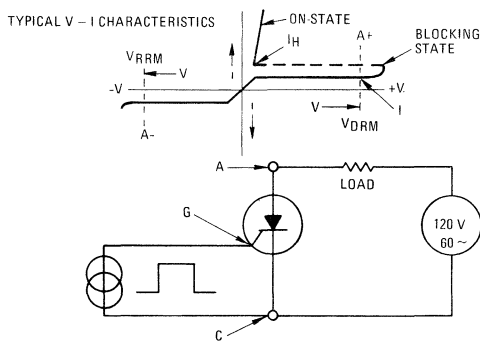 TYPICAL V – I CHARACTERISTICS
ON-STATE
IH
A+
BLOCKING
STATE
VRRM
V
-V
+V
A-
V
I
VDRM
A
LOAD
G
120 V
60 ~
C